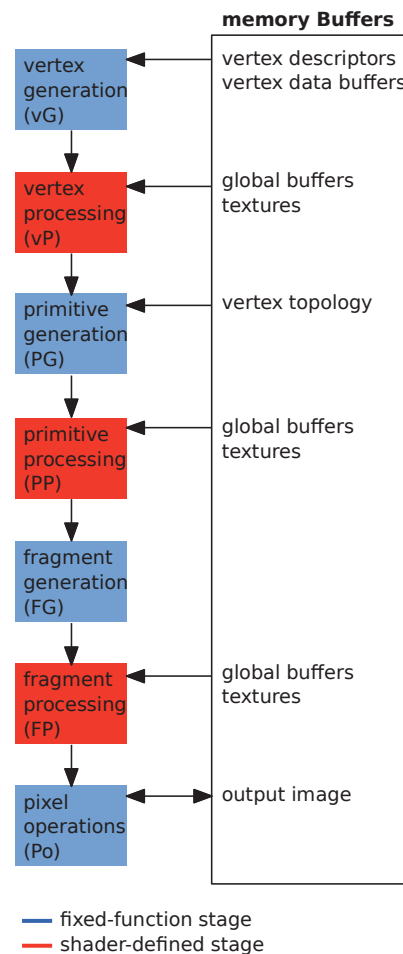 memory Buffers
vertex
generation
(vG)
vertex descriptors
vertex data buffers
vertex
processing
(vP)
global buffers
textures
primitive
generation
(PG)
vertex topology
primitive
processing
(PP)
global buffers
textures
fragment
generation
(FG)
fragment
processing
(FP)
global buffers
textures
pixel
operations
(Po)
output image
fixed-function stage
shader-defined stage